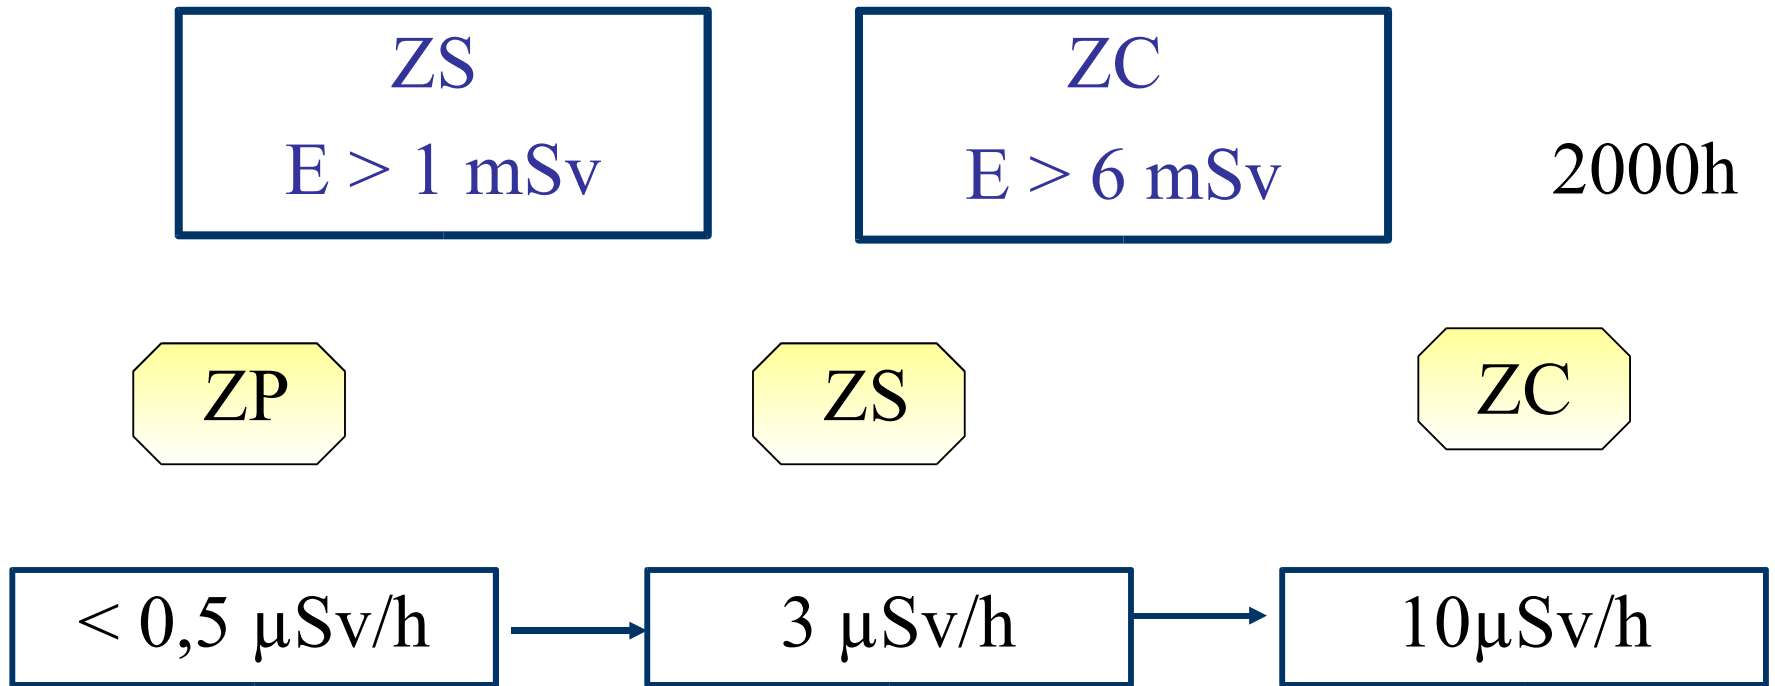 ZS
E > 1 mSv
ZC
E > 6 mSv
2000h
ZP
ZS
ZC
< 0,5 µSv/h
3 µSv/h
10µSv/h